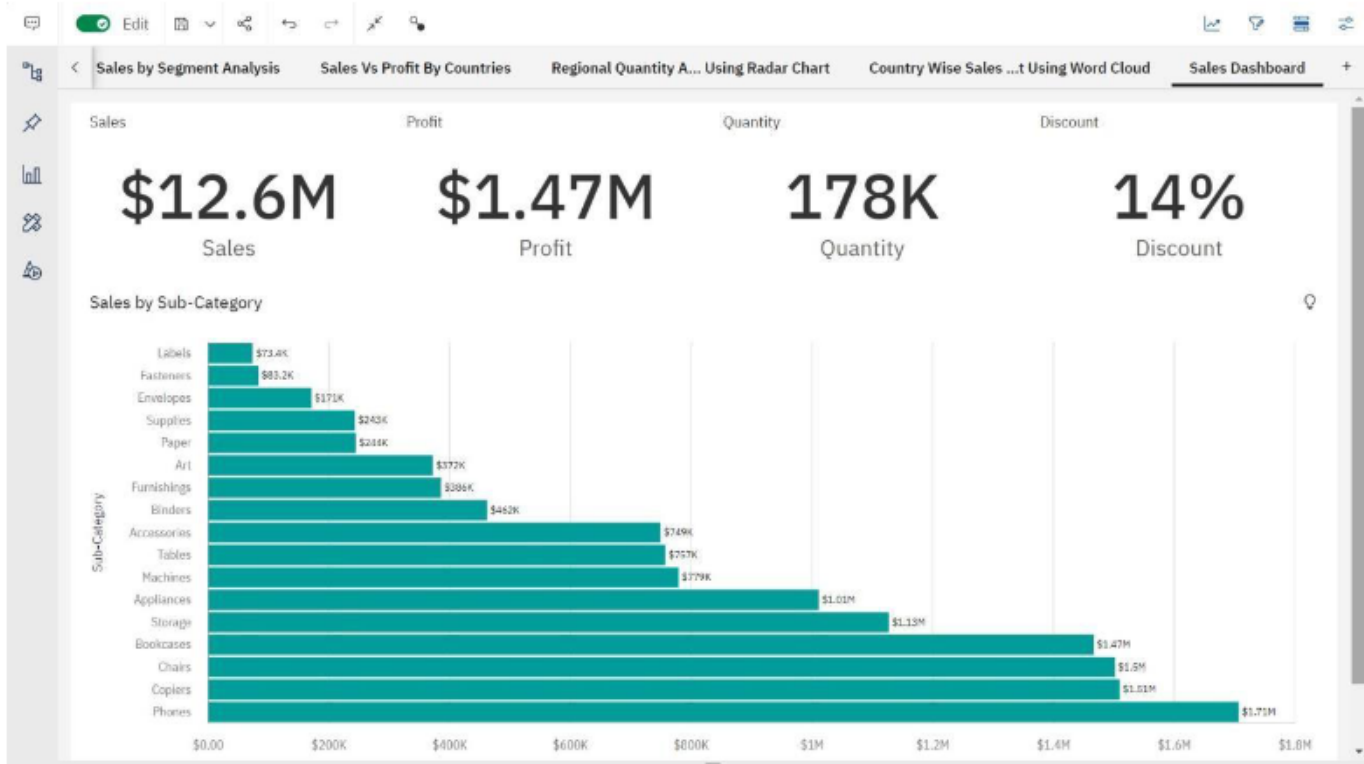 Edit
Sales by Segment Analysis Sales Vs Profit By Countries Regional Quantity A... Using Radar Chart Country Wise Sales ...t Using Word Cloud Sales Dashboard +
Sales Profit Quantity Discount
$12.6M $1.47M 178K 14%
Sales Profit Quantity Discount
Sales by Sub-Category
Sub-Category
Labels $73.4K
Fasteners $83.2K
Envelopes $171K
Supplies $243K
Paper $244K
Art $372K
Furnishings $386K
Binders $462K
Accessories $749K
Tables $757K
Machines $779K
Appliances $1.01M
Storage $1.13M
Bookcases $1.47M
Chairs $1.5M
Copiers $1.51M
Phones $1.71M
$0.00 $200K $400K $600K $800K $1M $1.2M $1.4M $1.6M $1.8M